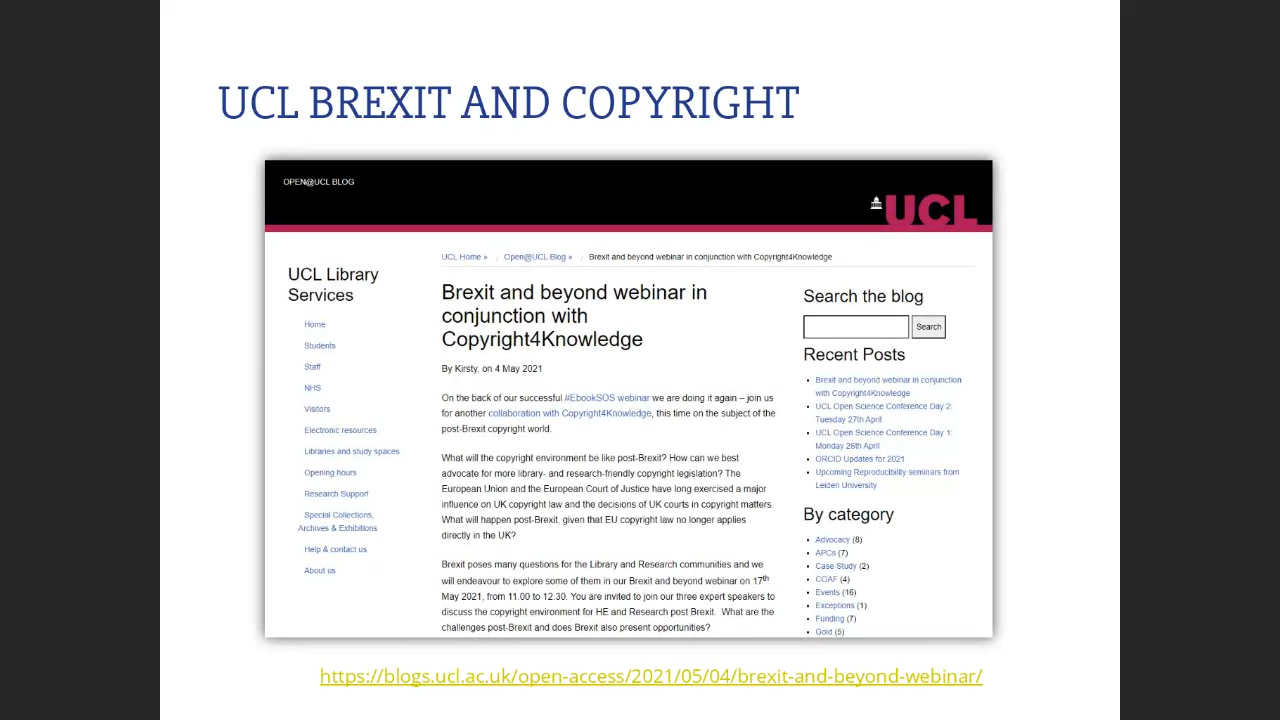 UCL BREXIT AND COPYRIGHT
OPEN@UCL BLOG
UCL
UCL Library
Services
Home
Students
Staff
NHS
Visitors
Electronic resources
Libraries and study spaces
Opening hours
Research Support
Special Collections,
Archives & Exhibitions
Help & contact us
About us
UCL Home » / Open@UCL Blog » / Brexit and beyond webinar in conjunction with Copyright4Knowledge
Brexit and beyond webinar in
conjunction with
Copyright4Knowledge
By Kirsty, on 4 May 2021
On the back of our successful #EbookSOS webinar we are doing it again – join us
for another collaboration with Copyright4Knowledge, this time on the subject of the
post-Brexit copyright world.
What will the copyright environment be like post-Brexit? How can we best
advocate for more library- and research-friendly copyright legislation? The
European Union and the European Court of Justice have long exercised a major
influence on UK copyright law and the decisions of UK courts in copyright matters.
What will happen post-Brexit, given that EU copyright law no longer applies
directly in the UK?
Brexit poses many questions for the Library and Research communities and we
will endeavour to explore some of them in our Brexit and beyond webinar on 17th
May 2021, from 11.00 to 12.30. You are invited to join our three expert speakers to
discuss the copyright environment for HE and Research post Brexit. What are the
challenges post-Brexit and does Brexit also present opportunities?
Search the blog
Search
Recent Posts
Brexit and beyond webinar in conjunction
with Copyright4Knowledge
UCL Open Science Conference Day 2:
Tuesday 27th April
UCL Open Science Conference Day 1:
Monday 26th April
ORCID Updates for 2021
Upcoming Reproducibility seminars from
Leiden University
By category
Advocacy (8)
APCs (7)
Case Study (2)
COAF (4)
Events (16)
Exceptions (1)
Funding (7)
Gold (5)
https://blogs.ucl.ac.uk/open-access/2021/05/04/brexit-and-beyond-webinar/